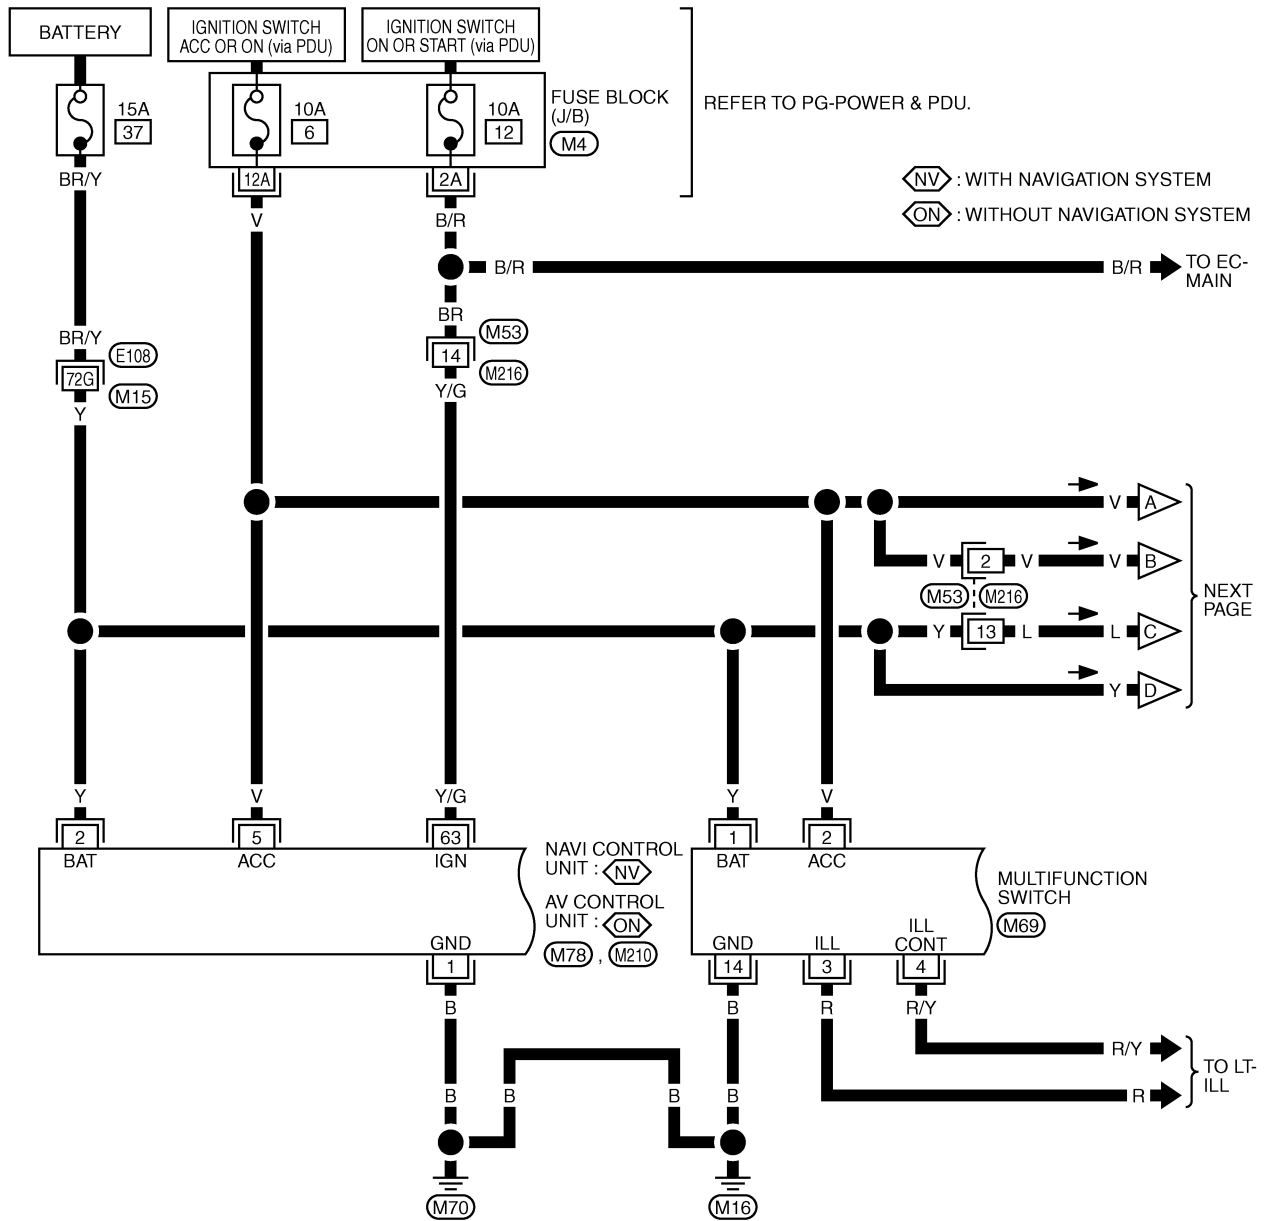 BATTERY
IGNITION SWITCH
ACC OR ON (via PDU)
IGNITION SWITCH
ON OR START (via PDU)
15A
37
10A
6
10A
12
FUSE BLOCK
(J/B)
M4
REFER TO PG-POWER & PDU.
BR/Y
12A
2A
NV : WITH NAVIGATION SYSTEM
V
B/R
ON : WITHOUT NAVIGATION SYSTEM
B/R
B/R
TO EC-
MAIN
BR
BR/Y
M53
E108
14
72G
M216
M15
Y/G
Y
V
A
V
2
V
V
B
M53
M216
NEXT
PAGE
Y
13
L
L
C
Y
D
Y
V
Y/G
Y
V
2
5
63
1
2
BAT
ACC
IGN
NAVI CONTROL
UNIT : NV
BAT
ACC
AV CONTROL
UNIT : ON
MULTIFUNCTION
SWITCH
M69
GND
M78 , M210
GND
ILL
ILL
CONT
1
14
3
4
B
B
R
R/Y
R/Y
TO LT-
ILL
B
B
B
B
R
M70
M16